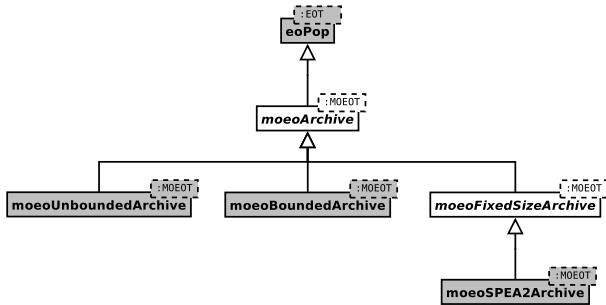 :EOT
eoPop
:MOEOT
moeoArchive
:MOEOT
moeoUnboundedArchive
:MOEOT
moeoBoundedArchive
:MOEOT
moeoFixedSizeArchive
:MOEOT
moeoSPEA2Archive